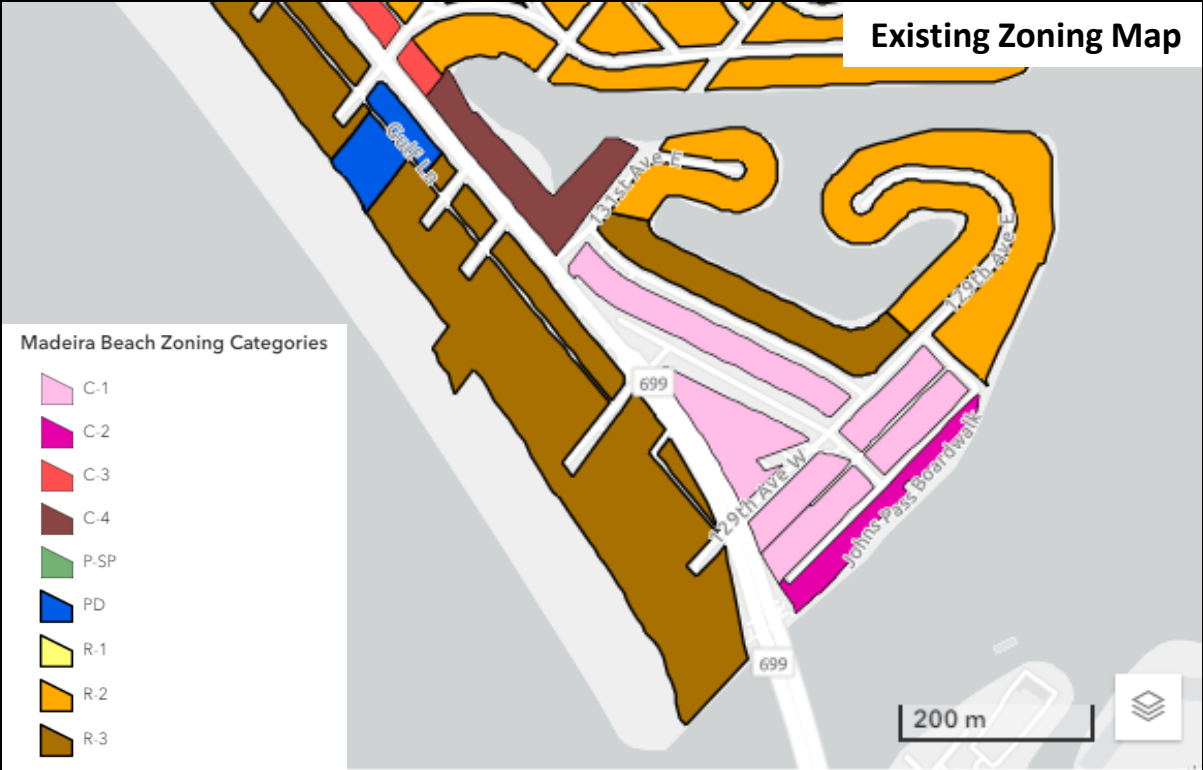 Existing Zoning Map
Gulf Ln
131st Ave E
129th Ave E
Madeira Beach Zoning Categories
C-1
C-2
C-3
C-4
P-SP
PD
R-1
R-2
R-3
699
129th Ave W
Johns Pass Boardwalk
699
200 m